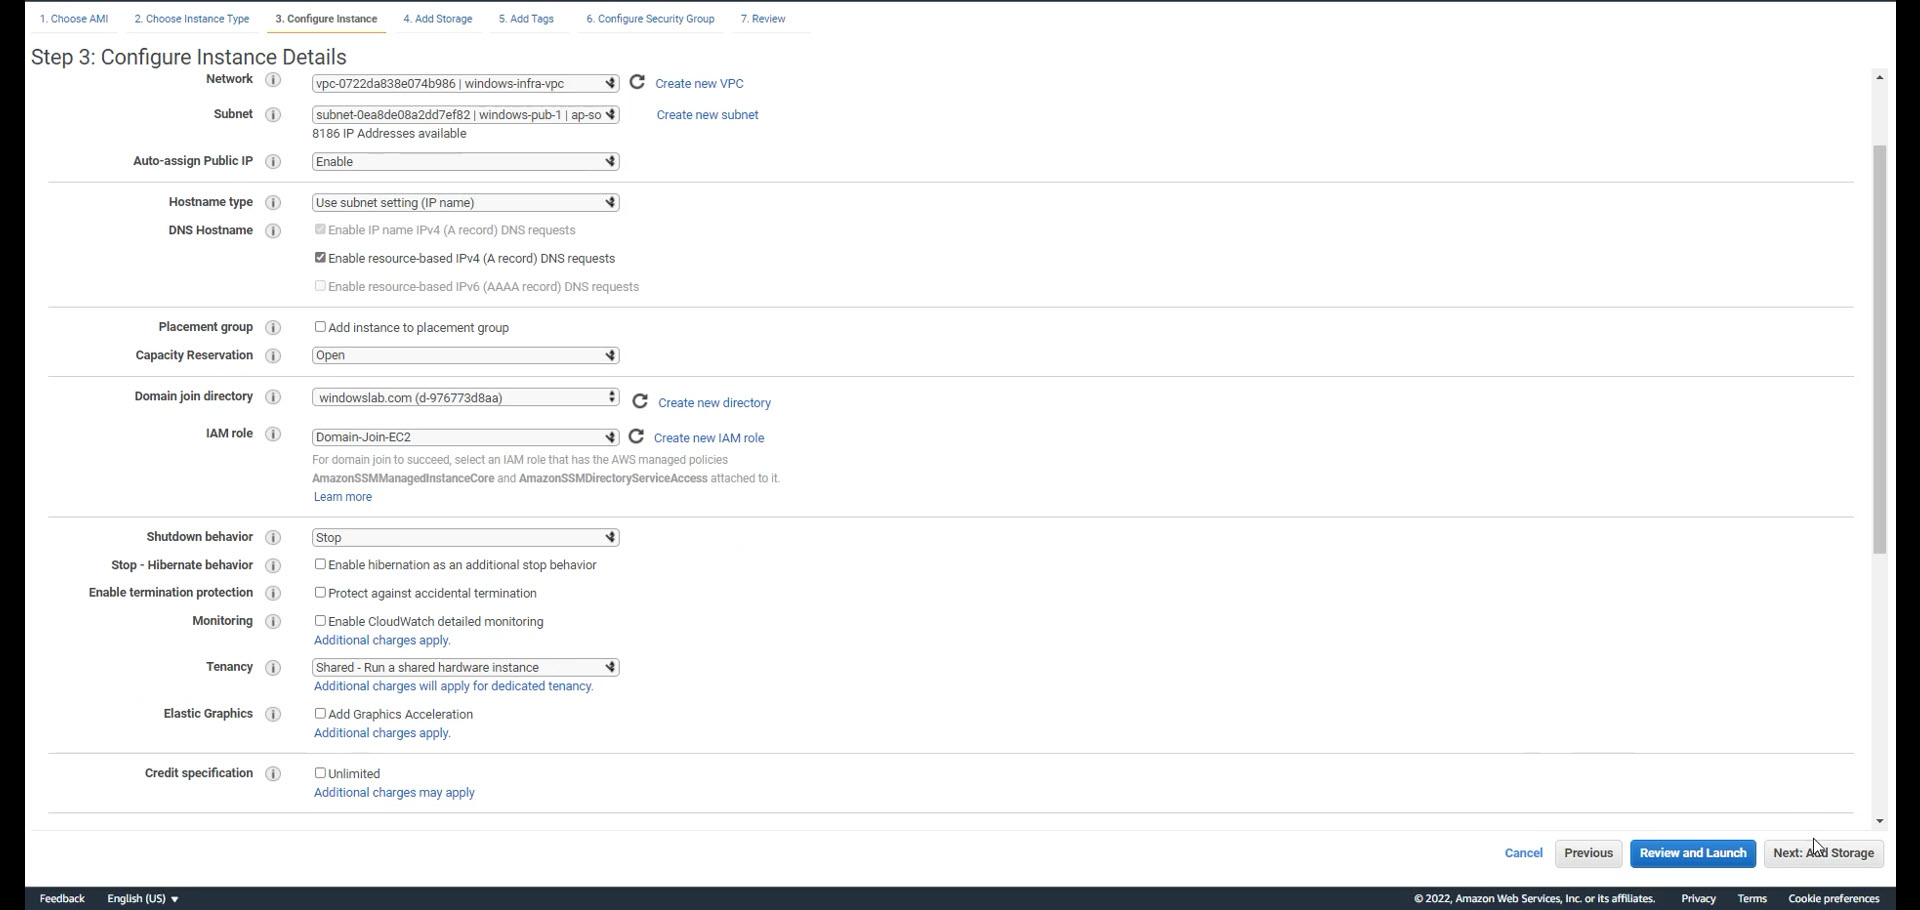 1. Choose AMI 2. Choose Instance Type 3. Configure Instance 4. Add Storage 5. Add Tags 6. Configure Security Group 7. Review
Step 3: Configure Instance Details
Network i vpc-0722da838e074b986 | windows-infra-vpc Create new VPC
Subnet i subnet-0ea8de08a2dd7ef82 | windows-pub-1 | ap-so Create new subnet
8186 IP Addresses available
Auto-assign Public IP i Enable
Hostname type i Use subnet setting (IP name)
DNS Hostname i Enable IP name IPv4 (A record) DNS requests
Enable resource-based IPv4 (A record) DNS requests
Enable resource-based IPv6 (AAAA record) DNS requests
Placement group i Add instance to placement group
Capacity Reservation i Open
Domain join directory i windowslab.com (d-976773d8aa) Create new directory
IAM role i Domain-Join-EC2 Create new IAM role
For domain join to succeed, select an IAM role that has the AWS managed policies
AmazonSSMManagedInstanceCore and AmazonSSMDirectoryServiceAccess attached to it.
Learn more
Shutdown behavior i Stop
Stop - Hibernate behavior i Enable hibernation as an additional stop behavior
Enable termination protection i Protect against accidental termination
Monitoring i Enable CloudWatch detailed monitoring
Additional charges apply.
Tenancy i Shared - Run a shared hardware instance
Additional charges will apply for dedicated tenancy.
Elastic Graphics i Add Graphics Acceleration
Additional charges apply.
Credit specification i Unlimited
Additional charges may apply
Cancel Previous Review and Launch Next: Add Storage
Feedback English (US) © 2022, Amazon Web Services, Inc. or its affiliates. Privacy Terms Cookie preferences